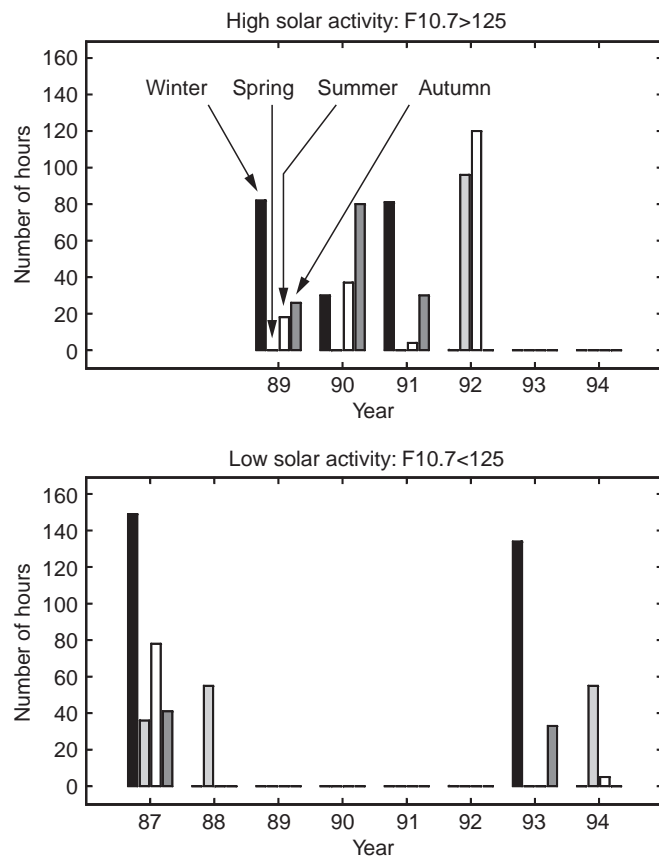 High solar activity: F10.7>125
160
140
120
100
80
60
40
20
0
Number of hours
Winter Spring Summer Autumn
89 90 91 92 93 94
Year
Low solar activity: F10.7<125
160
140
120
100
80
60
40
20
0
Number of hours
87 88 89 90 91 92 93 94
Year